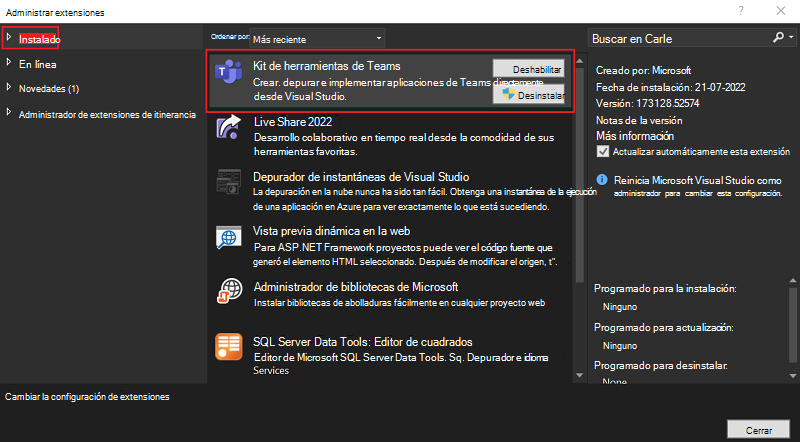 Administrar extensiones
Instalado
En línea
Novedades (1)
Administrador de extensiones de itinerancia
Ordenar por:
Más reciente
Kit de herramientas de Teams
Crear. depurar e implementar aplicaciones de Teams directamente
desde Visual Studio.
Deshabilitar
Desinstalar
Live Share 2022
Desarrollo colaborativo en tiempo real desde la comodidad de sus
herramientas favoritas.
Depurador de instantáneas de Visual Studio
La depuración en la nube nunca ha sido tan fácil. Obtenga una instantánea de la ejecución
de una aplicación en Azure para ver exactamente lo que está sucediendo.
Vista previa dinámica en la web
Para ASP.NET Framework proyectos puede ver el código fuente que
generó el elemento HTML seleccionado. Después de modificar el origen, t".
Administrador de bibliotecas de Microsoft
Instalar bibliotecas de abolladuras fácilmente en cualquier proyecto web
SQL Server Data Tools: Editor de cuadrados
Editor de Microsoft SQL Server Data Tools. Sq. Depurador e idioma
Services
Buscar en Carle
Creado por: Microsoft
Fecha de instalación: 21-07-2022
Versión: 173128.52574
Notas de la versión
Más información
Actualizar automáticamente esta extensión
Reinicia Microsoft Visual Studio como
administrador para cambiar esta configuración.
Programado para la instalación:
Ninguno
Programado para actualización:
Ninguno
Programado para desinstalar:
None
Cambiar la configuración de extensiones
Cerrar